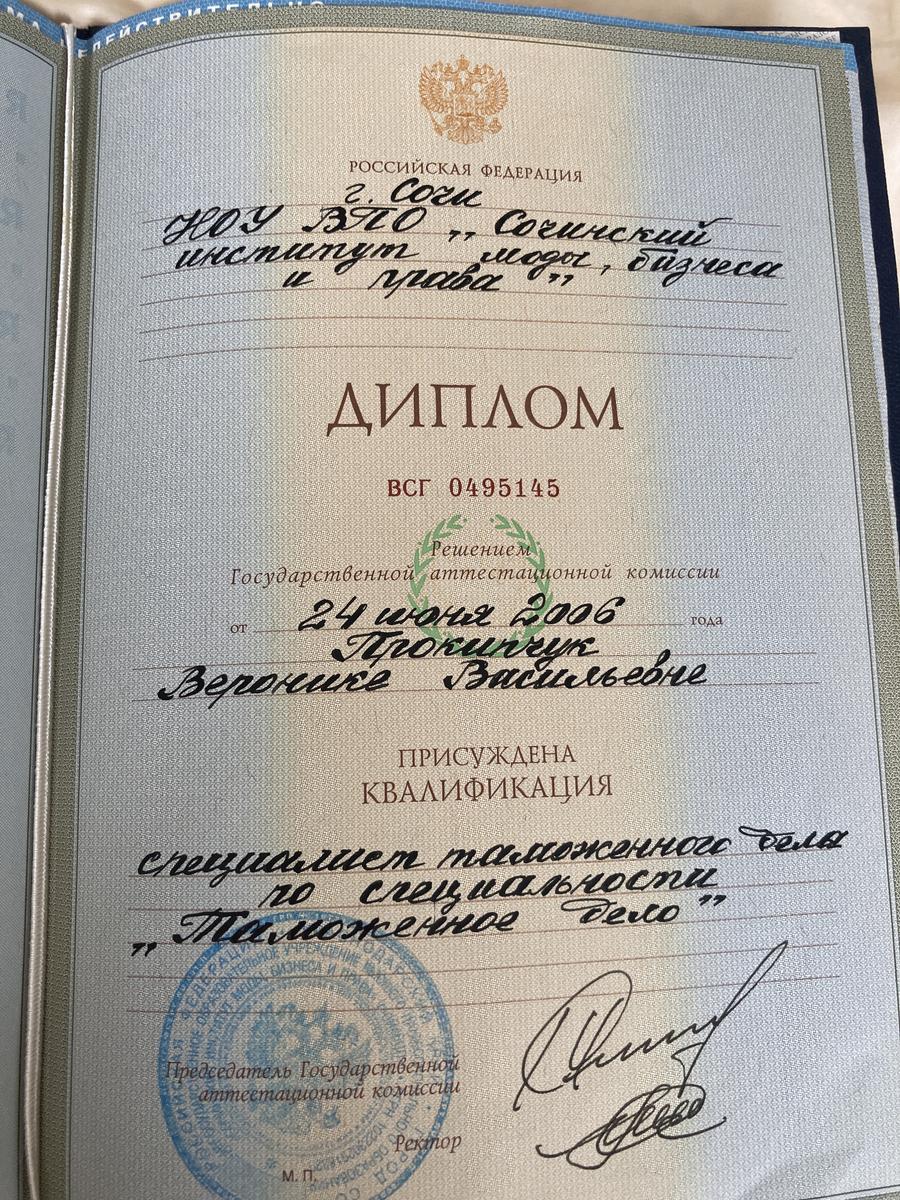 ДЕЙСТВИТЕЛЬНО
РОССИЙСКАЯ ФЕДЕРАЦИЯ
г. Сочи
НОУ ВПО „ Сочинский
институт моды, бизнеса
и права ”
ДИПЛОМ
ВСГ 0495145
Решением
Государственной аттестационной комиссии
от 24 июня 2006 года
Прокипчук
Веронике Васильевне
ПРИСУЖДЕНА
КВАЛИФИКАЦИЯ
специалист таможенного дела
по специальности
„ Таможенное дело ”
Председатель Государственной
аттестационной комиссии
Ректор
М. П.